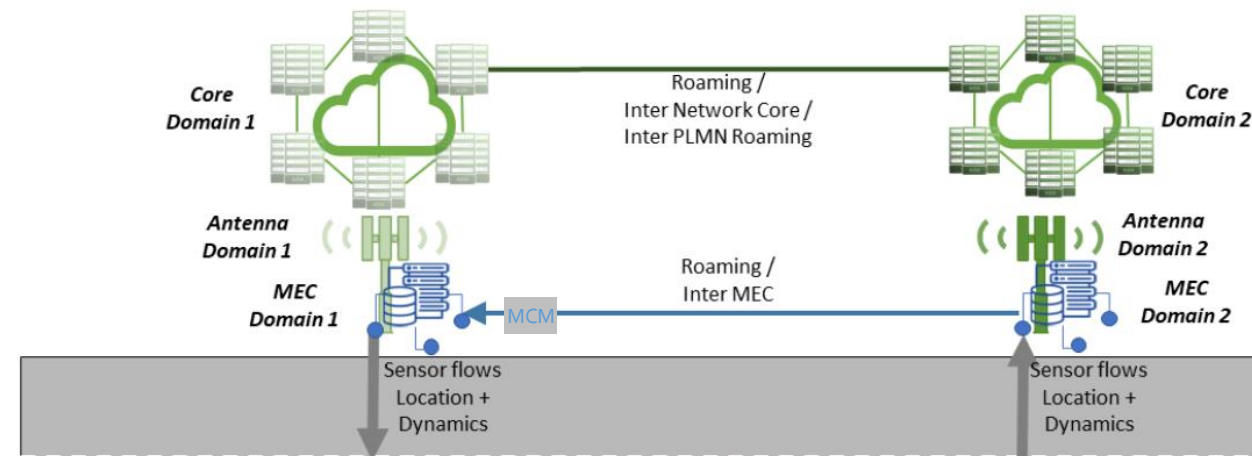 Core
Domain 1
Roaming /
Inter Network Core /
Inter PLMN Roaming
Core
Domain 2
Antenna
Domain 1
Antenna
Domain 2
MEC
Domain 1
Roaming /
Inter MEC
MCM
MEC
Domain 2
Sensor flows
Location +
Dynamics
Sensor flows
Location +
Dynamics